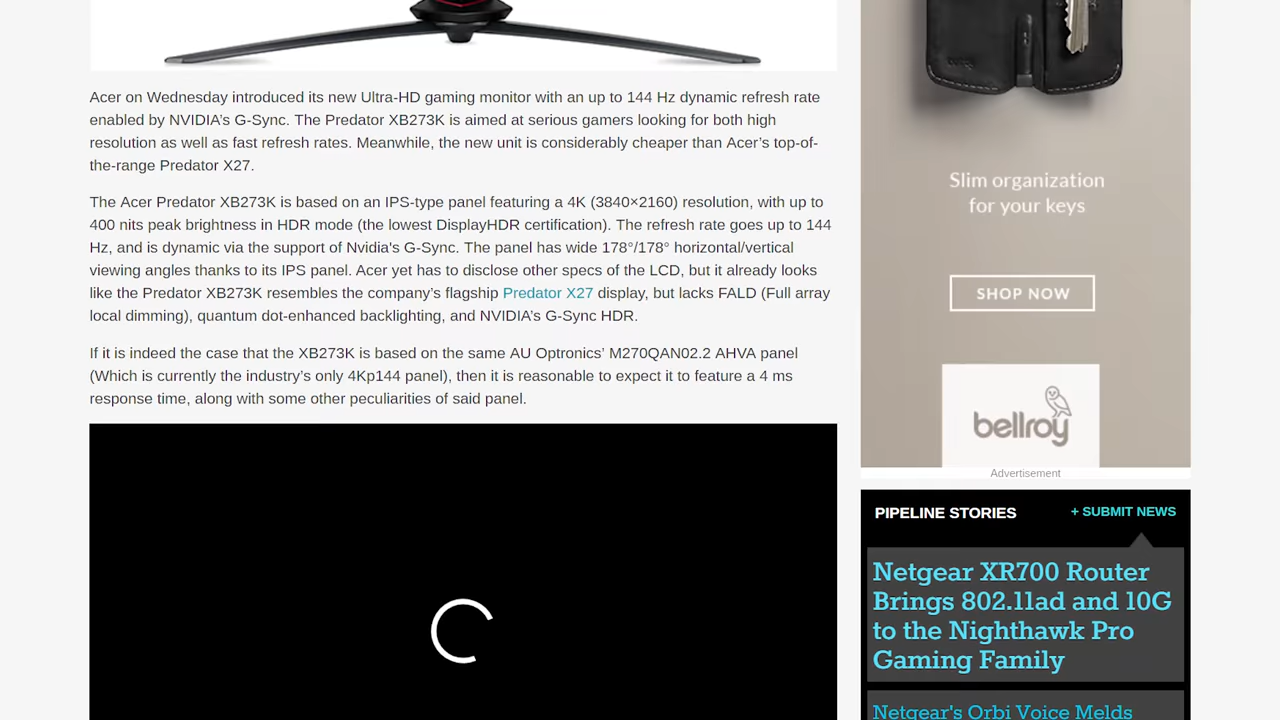 Acer on Wednesday introduced its new Ultra-HD gaming monitor with an up to 144 Hz dynamic refresh rate
enabled by NVIDIA’s G-Sync. The Predator XB273K is aimed at serious gamers looking for both high
resolution as well as fast refresh rates. Meanwhile, the new unit is considerably cheaper than Acer’s top-of-
the-range Predator X27.
The Acer Predator XB273K is based on an IPS-type panel featuring a 4K (3840×2160) resolution, with up to
400 nits peak brightness in HDR mode (the lowest DisplayHDR certification). The refresh rate goes up to 144
Hz, and is dynamic via the support of Nvidia's G-Sync. The panel has wide 178°/178° horizontal/vertical
viewing angles thanks to its IPS panel. Acer yet has to disclose other specs of the LCD, but it already looks
like the Predator XB273K resembles the company’s flagship Predator X27 display, but lacks FALD (Full array
local dimming), quantum dot-enhanced backlighting, and NVIDIA’s G-Sync HDR.
If it is indeed the case that the XB273K is based on the same AU Optronics’ M270QAN02.2 AHVA panel
(Which is currently the industry’s only 4Kp144 panel), then it is reasonable to expect it to feature a 4 ms
response time, along with some other peculiarities of said panel.
Slim organization
for your keys
SHOP NOW
bellroy
Advertisement
PIPELINE STORIES
+ SUBMIT NEWS
Netgear XR700 Router
Brings 802.11ad and 10G
to the Nighthawk Pro
Gaming Family
Netgear's Orbi Voice Melds